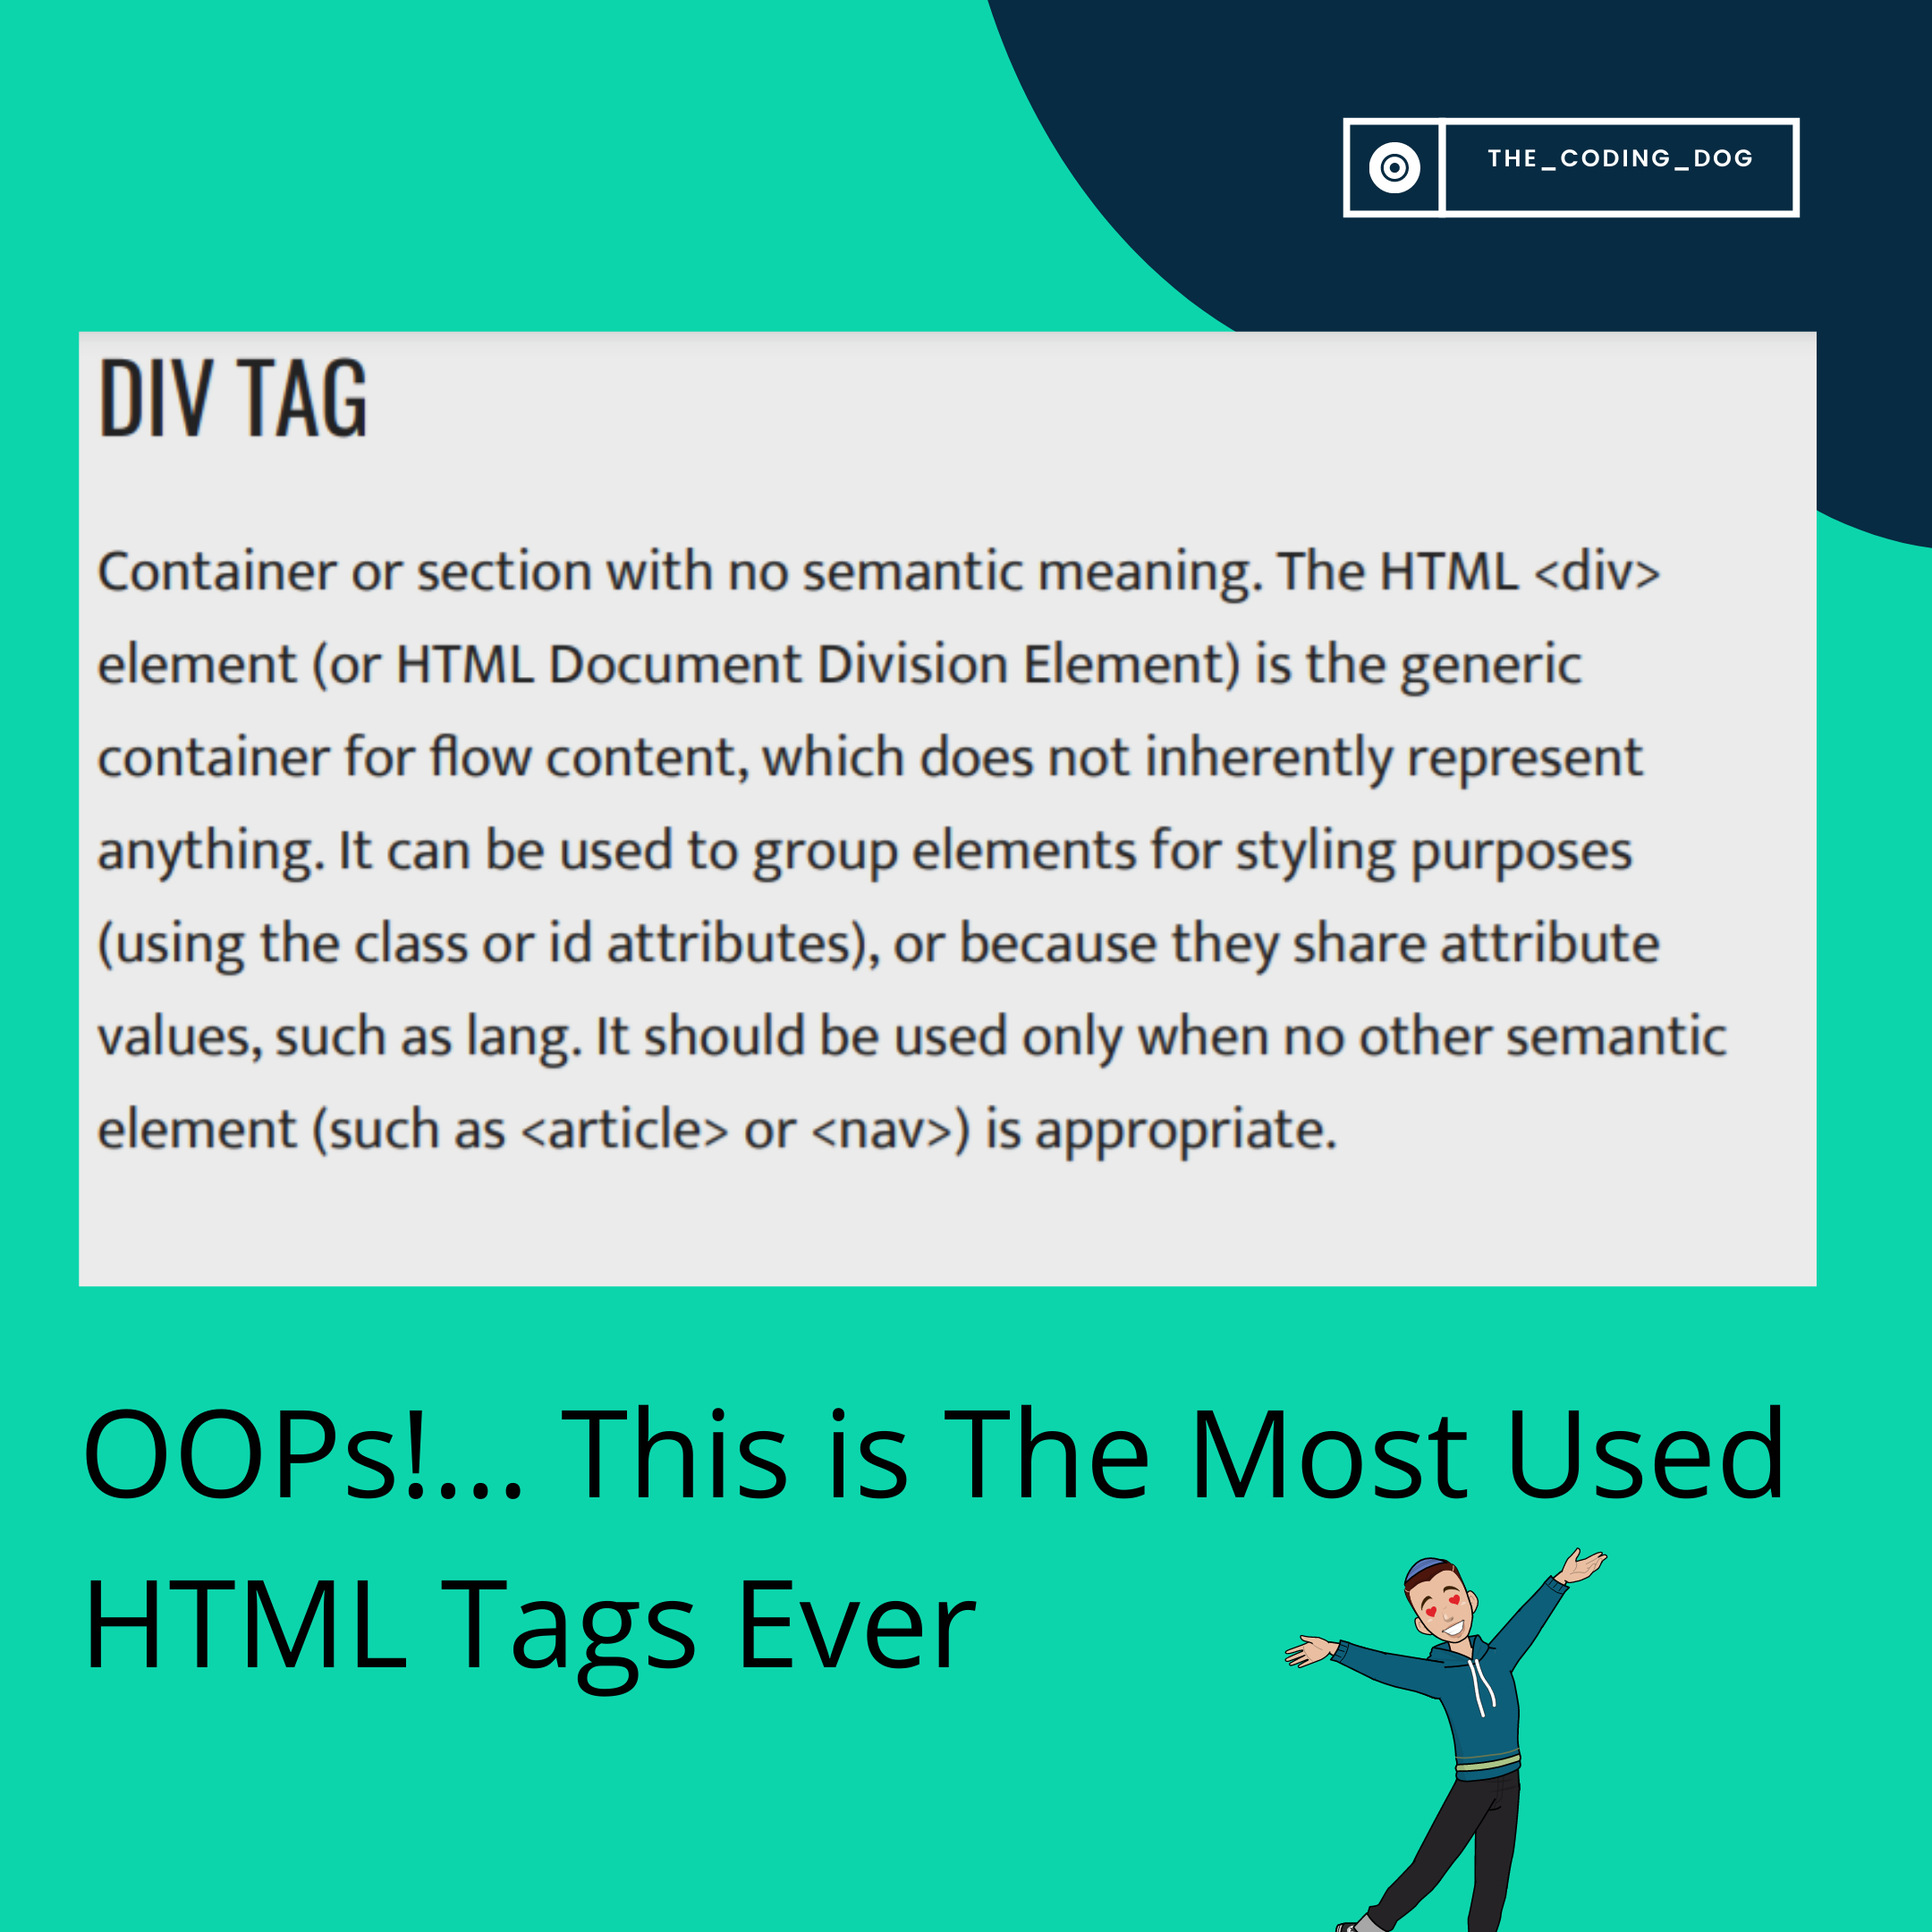 THE_CODING_DOG
DIV TAG
Container or section with no semantic meaning. The HTML <div>
element (or HTML Document Division Element) is the generic
container for flow content, which does not inherently represent
anything. It can be used to group elements for styling purposes
(using the class or id attributes), or because they share attribute
values, such as lang. It should be used only when no other semantic
element (such as <article> or <nav>) is appropriate.
OOPs!... This is The Most Used
HTML Tags Ever